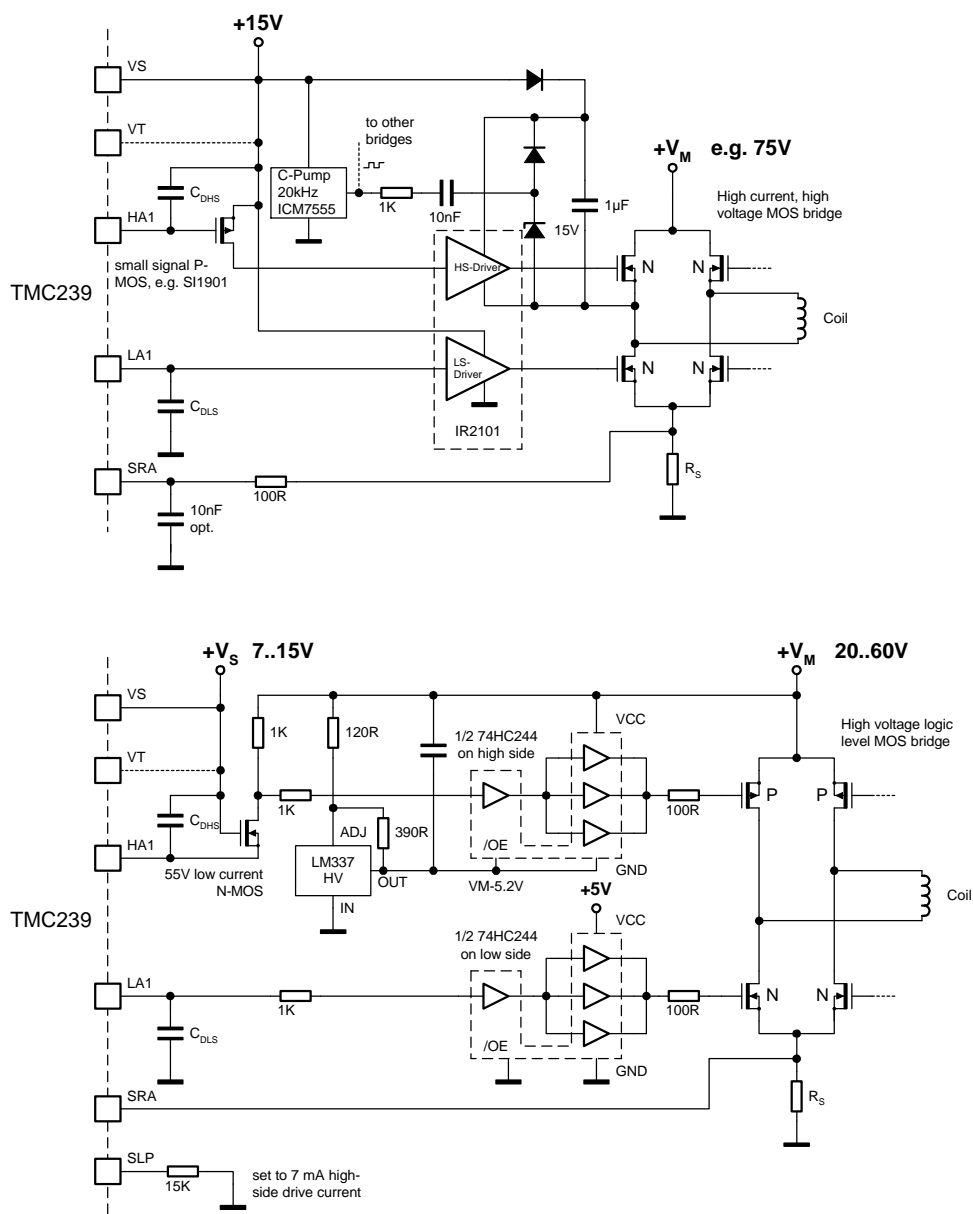 +15V
VS
VT
to other
bridges
C-Pump
20kHz
ICM7555
+VM e.g. 75V
CDHS
1K
10nF
15V
1µF
High current, high
voltage MOS bridge
HA1
small signal P-
MOS, e.g. SI1901
HS-Driver
N
N
TMC239
Coil
LA1
LS-
Driver
N
N
CDLS
IR2101
SRA
100R
RS
10nF
opt.
+VS 7..15V
+VM 20..60V
VS
VT
1K
120R
1/2 74HC244
on high side
VCC
High voltage logic
level MOS bridge
CDHS
1K
100R
P
P
ADJ
390R
/OE
HA1
55V low current
N-MOS
LM337
HV
OUT
VM-5.2V
GND
IN
+5V
Coil
TMC239
1/2 74HC244
on low side
VCC
LA1
1K
100R
N
N
CDLS
/OE
GND
SRA
RS
SLP
15K
set to 7 mA high-
side drive current